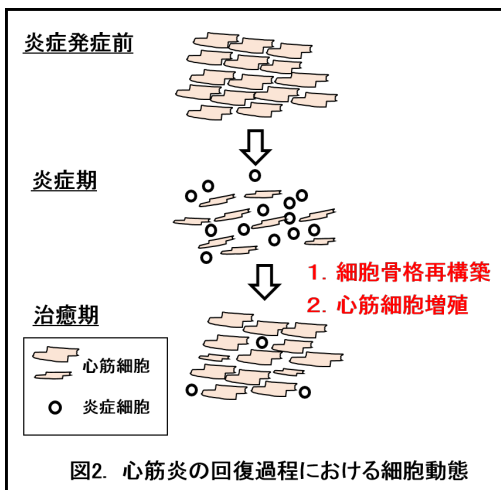 炎症発症前
炎症期
1. 細胞骨格再構築
2. 心筋細胞増殖
治癒期
心筋細胞
炎症細胞
図2. 心筋炎の回復過程における細胞動態